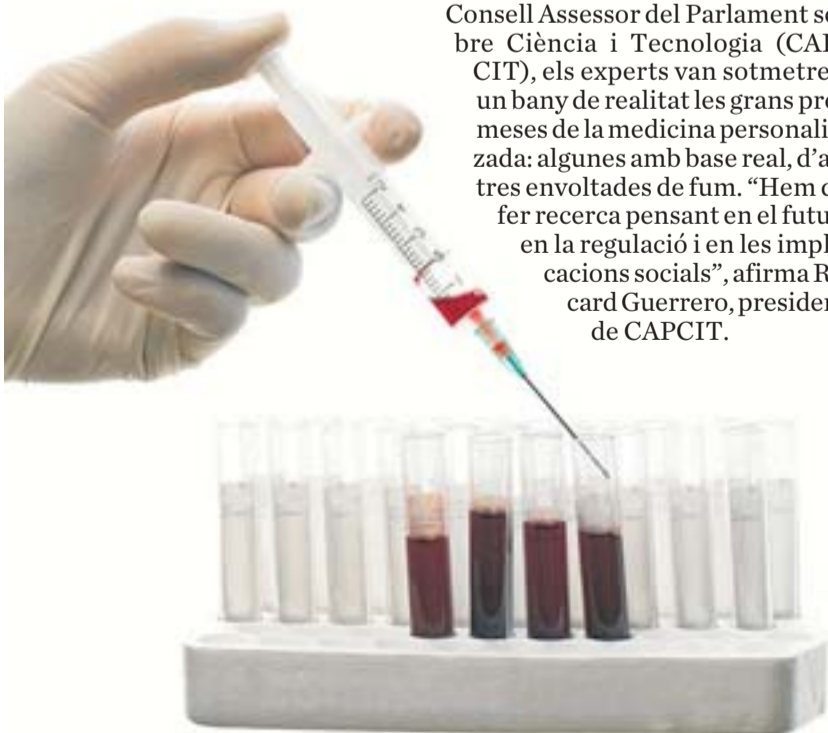 Consell Assessor del Parlament so
bre Ciència i Tecnologia (CAP
CIT), els experts van sotmetre
un bany de realitat les grans pro
meses de la medicina personali
zada: algunes amb base real, d’a
tres envoltades de fum. “Hem d
fer recerca pensant en el futu
en la regulació i en les impl
cacions socials”, afirma R
card Guerrero, presiden
de CAPCIT.